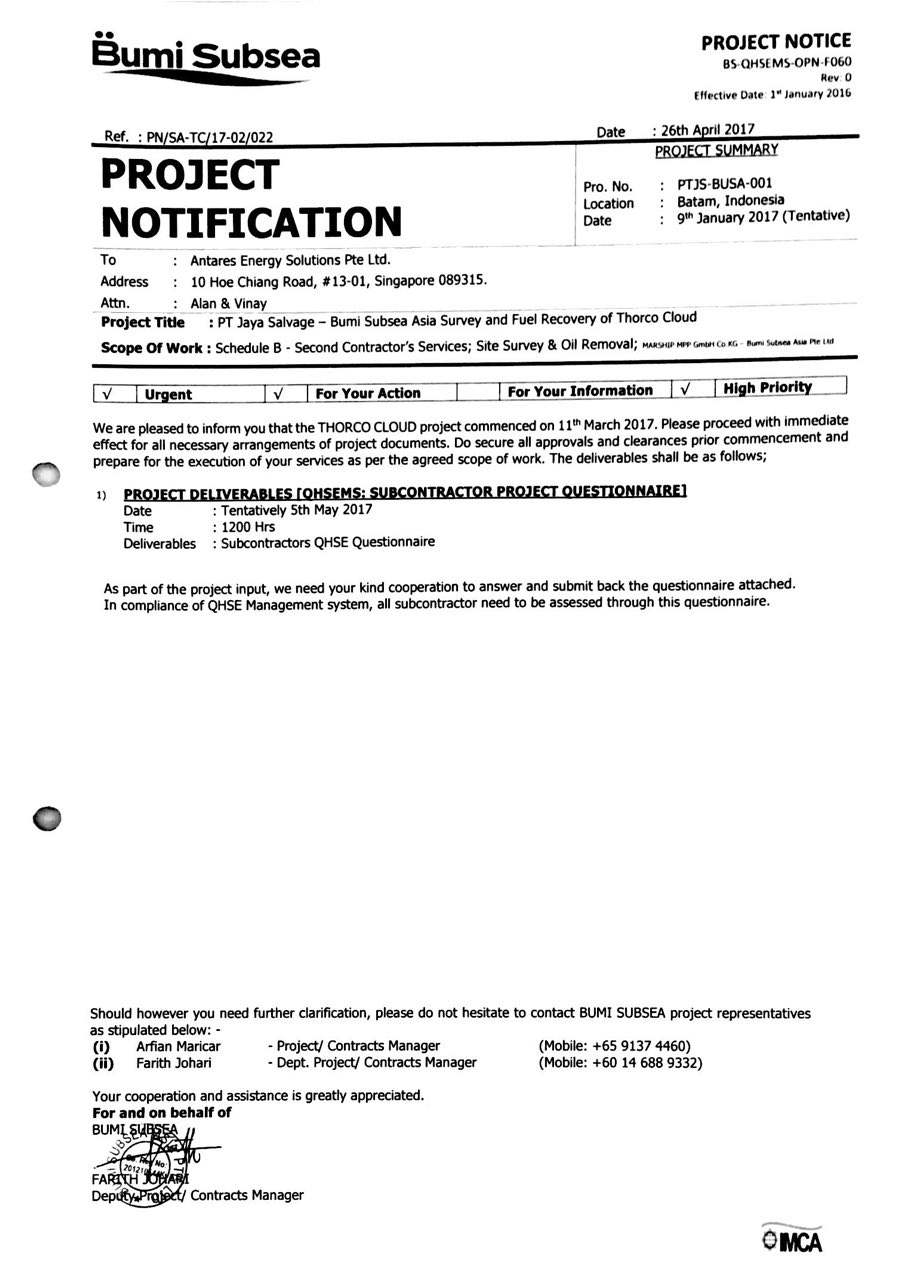 Bumi Subsea
PROJECT NOTICE
BS-QHSEMS-OPN-F060
Rev: 0
Effective Date: 1st January 2016
Ref. : PN/SA-TC/17-02/022
Date : 26th April 2017
PROJECT NOTIFICATION
PROJECT SUMMARY
Pro. No. : PTJS-BUSA-001
Location : Batam, Indonesia
Date : 9th January 2017 (Tentative)
To : Antares Energy Solutions Pte Ltd.
Address : 10 Hoe Chiang Road, #13-01, Singapore 089315.
Attn. : Alan & Vinay
Project Title : PT Jaya Salvage – Bumi Subsea Asia Survey and Fuel Recovery of Thorco Cloud
Scope Of Work : Schedule B - Second Contractor's Services; Site Survey & Oil Removal; MARSHIP MPP GmbH Co KG – Bumi Subsea Asia Pte Ltd
√ Urgent √ For Your Action For Your Information √ High Priority
We are pleased to inform you that the THORCO CLOUD project commenced on 11th March 2017. Please proceed with immediate
effect for all necessary arrangements of project documents. Do secure all approvals and clearances prior commencement and
prepare for the execution of your services as per the agreed scope of work. The deliverables shall be as follows;
1) PROJECT DELIVERABLES [QHSEMS: SUBCONTRACTOR PROJECT QUESTIONNAIRE]
Date : Tentatively 5th May 2017
Time : 1200 Hrs
Deliverables : Subcontractors QHSE Questionnaire
As part of the project input, we need your kind cooperation to answer and submit back the questionnaire attached.
In compliance of QHSE Management system, all subcontractor need to be assessed through this questionnaire.
Should however you need further clarification, please do not hesitate to contact BUMI SUBSEA project representatives
as stipulated below: -
(i) Arfian Maricar - Project/ Contracts Manager (Mobile: +65 9137 4460)
(ii) Farith Johari - Dept. Project/ Contracts Manager (Mobile: +60 14 688 9332)
Your cooperation and assistance is greatly appreciated.
For and on behalf of
BUMI SUBSEA
FARITH JOHARI
Deputy Project/ Contracts Manager
IMCA